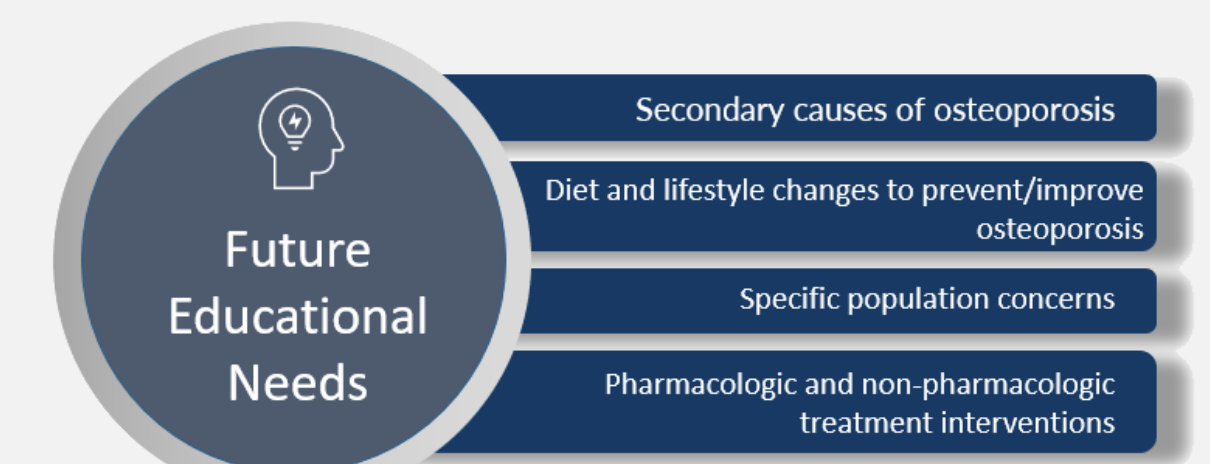 Future
Educational
Needs
Secondary causes of osteoporosis
Diet and lifestyle changes to prevent/improve
osteoporosis
Specific population concerns
Pharmacologic and non-pharmacologic
treatment interventions